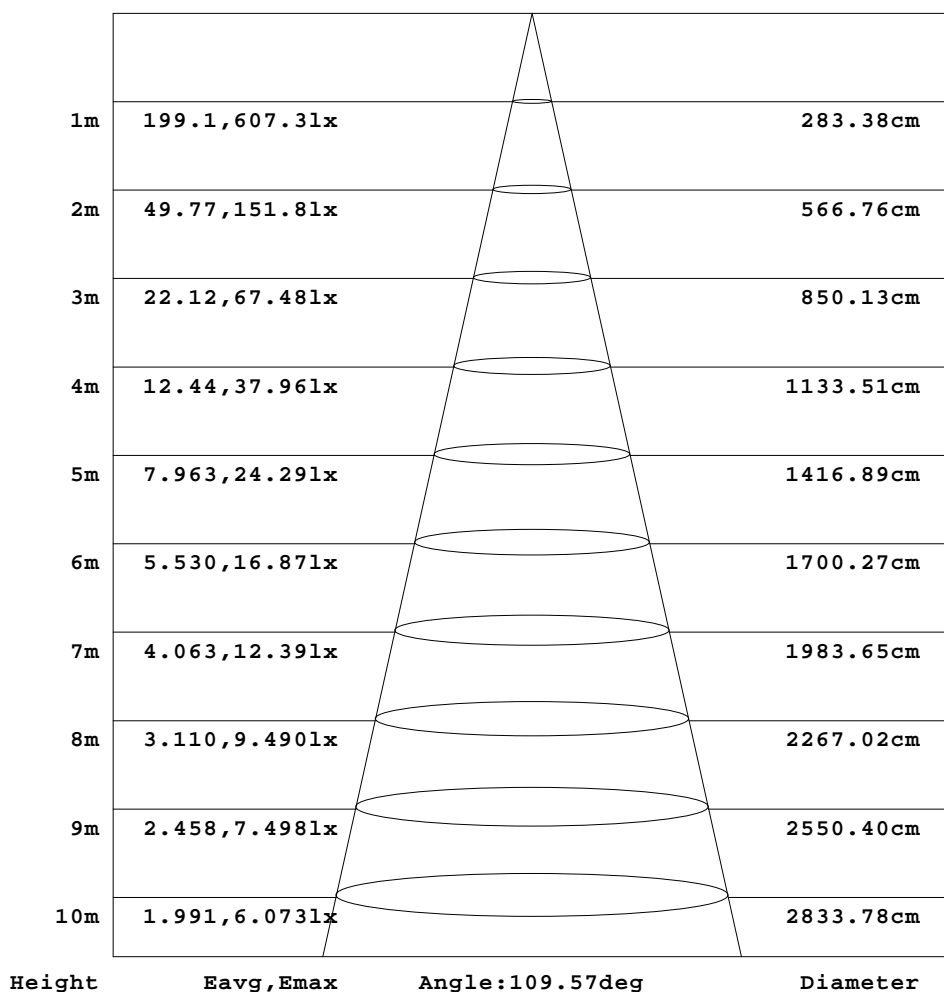 1m 199.1,607.3lx 283.38cm
2m 49.77,151.8lx 566.76cm
3m 22.12,67.48lx 850.13cm
4m 12.44,37.96lx 1133.51cm
5m 7.963,24.29lx 1416.89cm
6m 5.530,16.87lx 1700.27cm
7m 4.063,12.39lx 1983.65cm
8m 3.110,9.490lx 2267.02cm
9m 2.458,7.498lx 2550.40cm
10m 1.991,6.073lx 2833.78cm
Height Eavg,Emax Angle:109.57deg Diameter